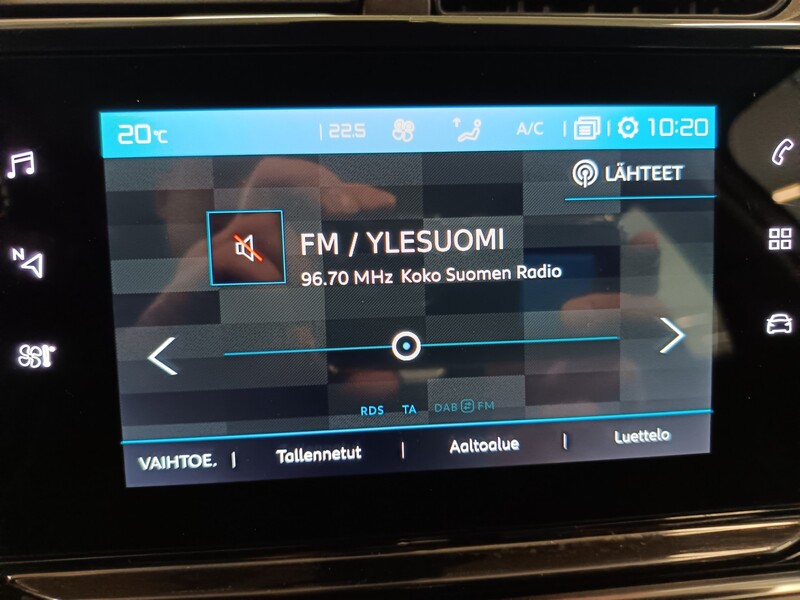 20°C | 22.5 A/C | | 10:20
LÄHTEET
FM / YLESUOMI
96.70 MHz Koko Suomen Radio
N
RDS TA DAB FM
VAIHTOE. | Tallennetut | Aaltoalue | Luettelo